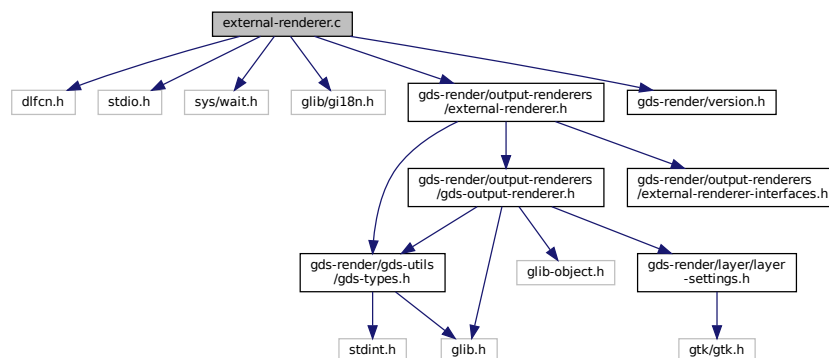 external-renderer.c
dlfcn.h
stdio.h
sys/wait.h
glib/gi18n.h
gds-render/output-renderers
/external-renderer.h
gds-render/version.h
gds-render/output-renderers
/gds-output-renderer.h
gds-render/output-renderers
/external-renderer-interfaces.h
gds-render/gds-utils
/gds-types.h
glib-object.h
gds-render/layer/layer
-settings.h
stdint.h
glib.h
gtk/gtk.h